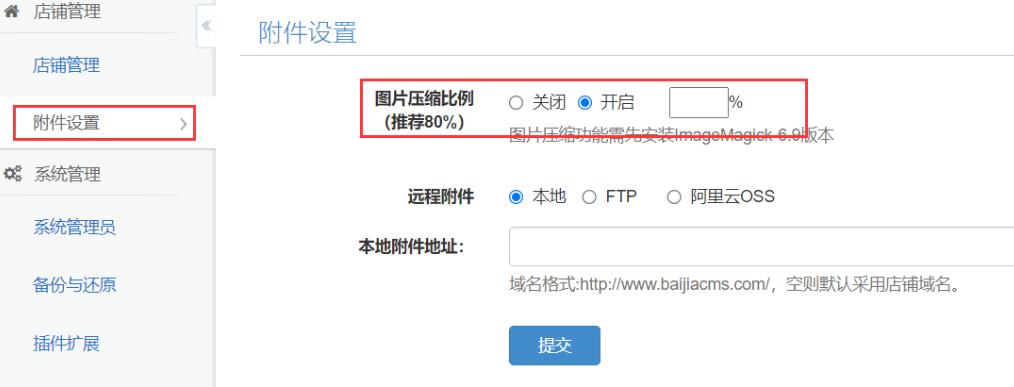 店铺管理
店铺管理
附件设置
系统管理
系统管理员
备份与还原
插件扩展
附件设置
图片压缩比例
（推荐80%）
关闭 开启 %
图片压缩功能需先安装ImageMagick-6.9版本
远程附件 本地 FTP 阿里云OSS
本地附件地址：
域名格式:http://www.baijiacms.com/，空则默认采用店铺域名。
提交